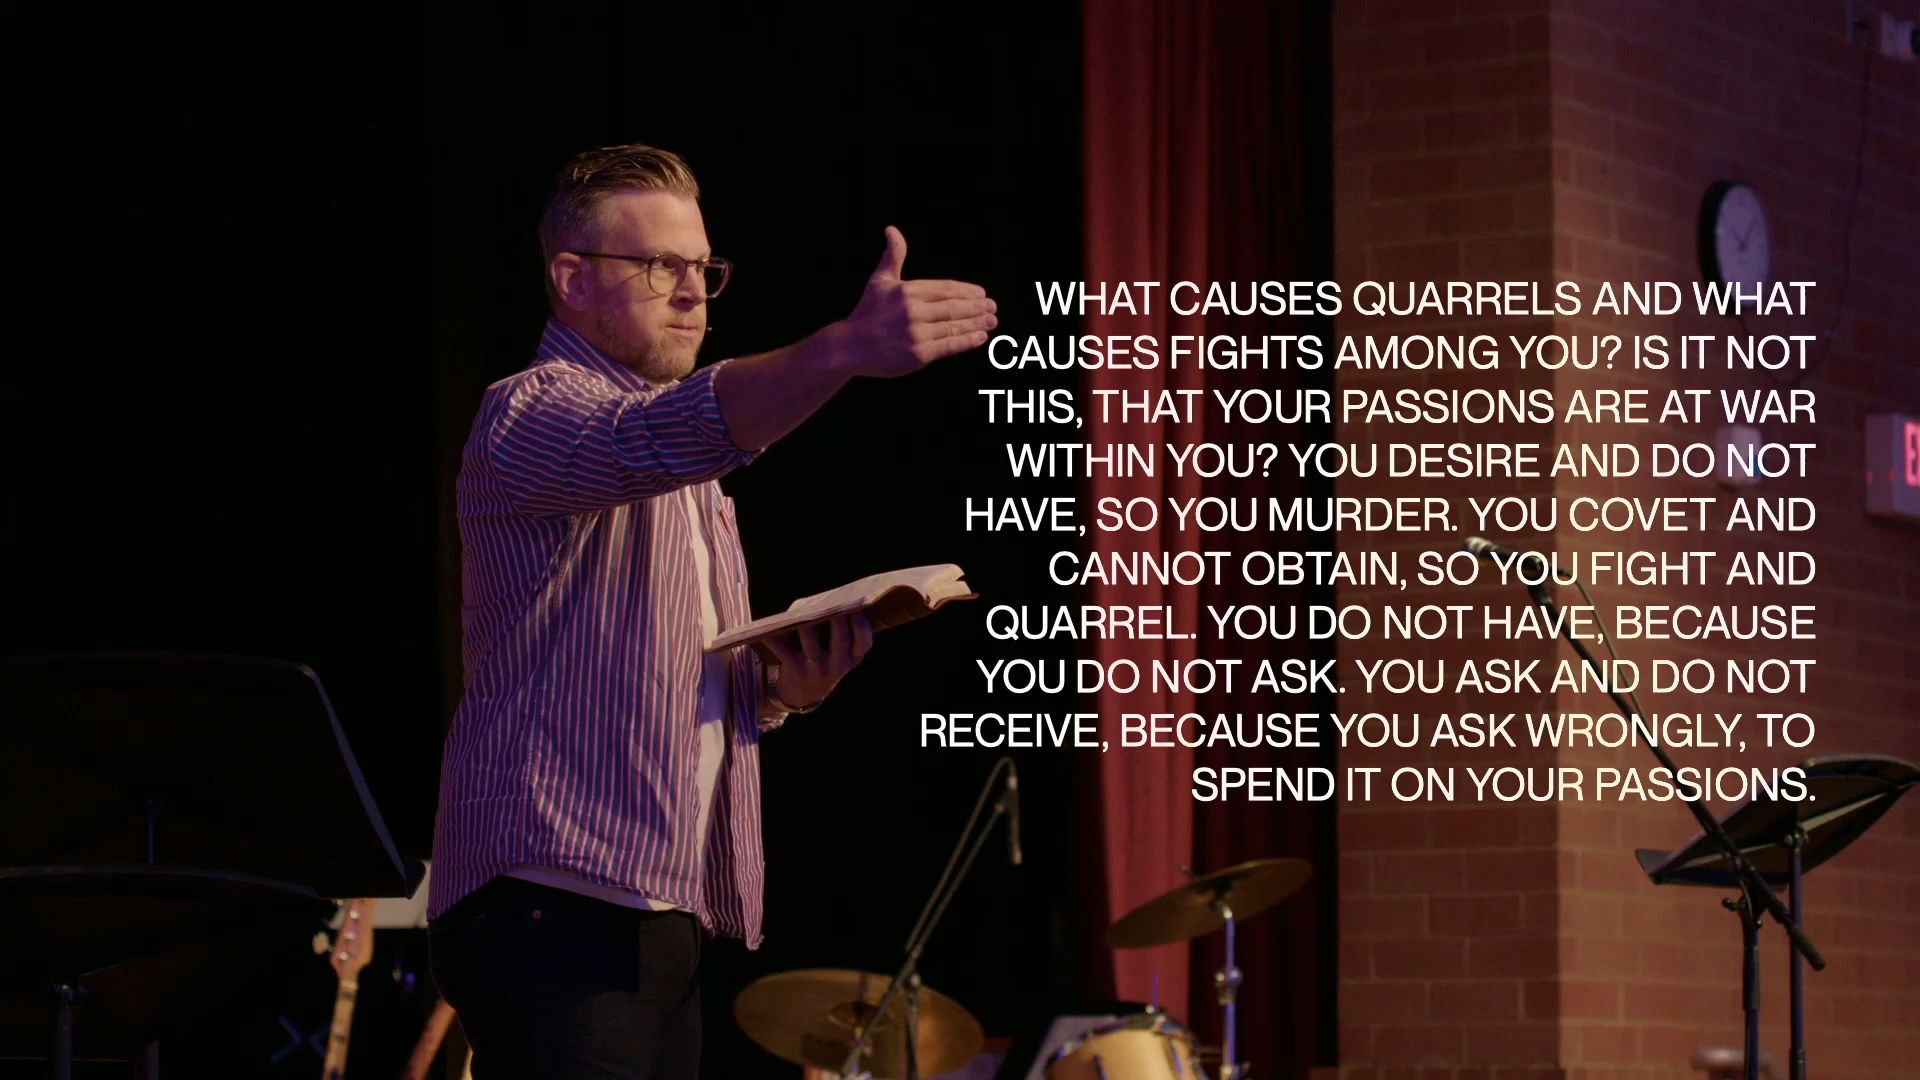 WHAT CAUSES QUARRELS AND WHAT
CAUSES FIGHTS AMONG YOU? IS IT NOT
THIS, THAT YOUR PASSIONS ARE AT WAR
WITHIN YOU? YOU DESIRE AND DO NOT
HAVE, SO YOU MURDER. YOU COVET AND
CANNOT OBTAIN, SO YOU FIGHT AND
QUARREL. YOU DO NOT HAVE, BECAUSE
YOU DO NOT ASK. YOU ASK AND DO NOT
RECEIVE, BECAUSE YOU ASK WRONGLY, TO
SPEND IT ON YOUR PASSIONS.